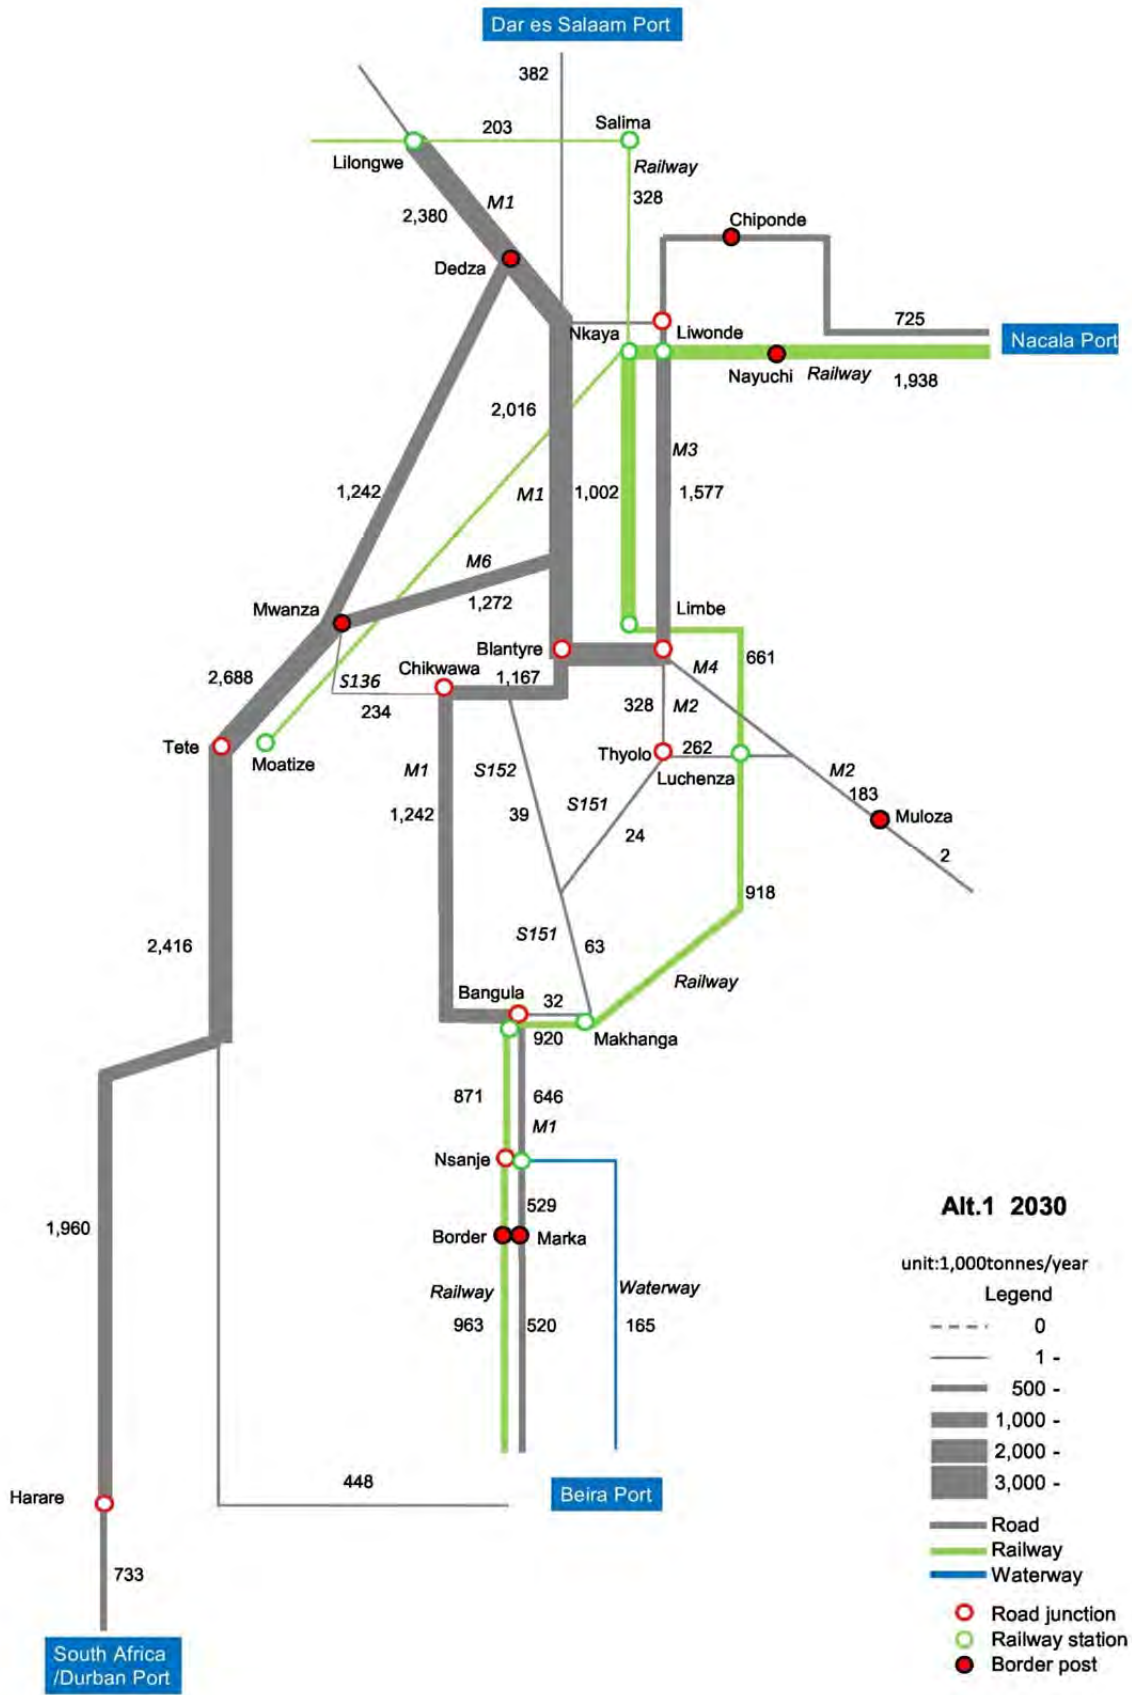 Dar es Salaam Port
382
203
Salima
Lilongwe
Railway
328
M1
2,380
Chiponde
Dedza
725
Nkaya
Liwonde
Nacala Port
Nayuchi
Railway
1,938
2,016
M3
1,242
M1
1,002
1,577
M6
1,272
Mwanza
Limbe
Blantyre
661
M4
Chikwawa
1,167
2,688
S136
234
328
M2
Tete
Moatize
Thyolo
262
Luchenza
M1
S152
M2
183
1,242
39
S151
24
Muloza
2
918
2,416
S151
63
Railway
Bangula
32
920
Makhanga
871
646
M1
Nsanje
529
1,960
Border
Marka
Railway
Waterway
963
520
165
448
Beira Port
Harare
733
South Africa
/Durban Port
Alt.1 2030
unit:1,000tonnes/year
Legend
0
1 -
500 -
1,000 -
2,000 -
3,000 -
Road
Railway
Waterway
Road junction
Railway station
Border post